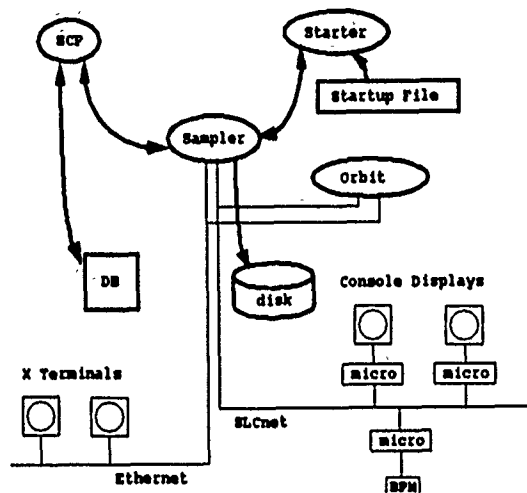 SCP
Starter
Startup File
Sampler
Orbit
DB
disk
Console Displays
micro
micro
X Terminals
SLCnet
micro
Ethernet
BPM